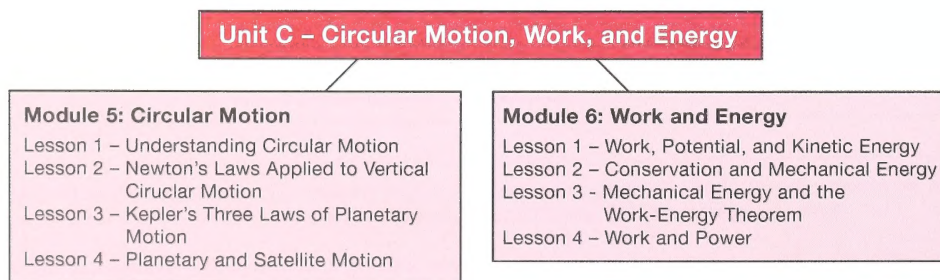 Unit C – Circular Motion, Work, and Energy
Module 5: Circular Motion
Lesson 1 – Understanding Circular Motion
Lesson 2 – Newton's Laws Applied to Vertical
Ciruclar Motion
Lesson 3 – Kepler's Three Laws of Planetary
Motion
Lesson 4 – Planetary and Satellite Motion
Module 6: Work and Energy
Lesson 1 – Work, Potential, and Kinetic Energy
Lesson 2 – Conservation and Mechanical Energy
Lesson 3 - Mechanical Energy and the
Work-Energy Theorem
Lesson 4 – Work and Power